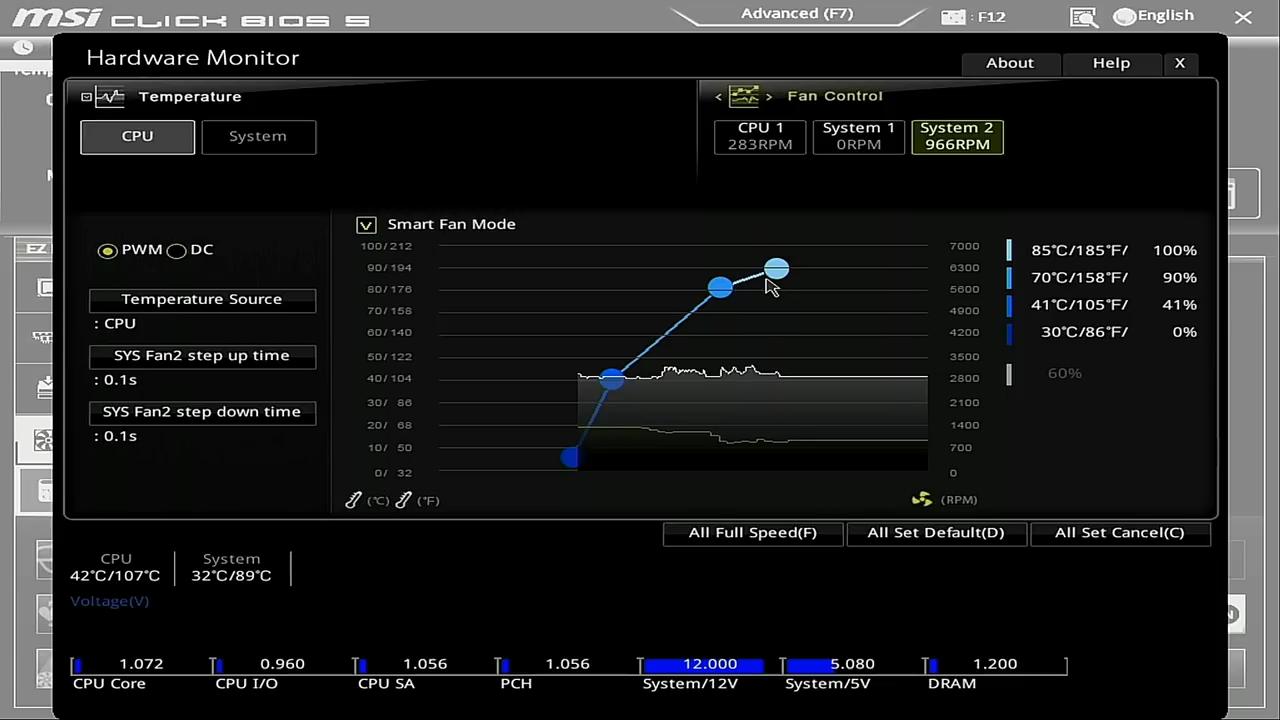 msi CLICK BIOS 5
Advanced (F7)
: F12
English
X
Hardware Monitor
About
Help
X
Temperature
Fan Control
CPU
System
CPU 1
283RPM
System 1
0RPM
System 2
966RPM
Smart Fan Mode
PWM
DC
Temperature Source
: CPU
SYS Fan2 step up time
: 0.1s
SYS Fan2 step down time
: 0.1s
100/212
90/194
80/176
70/158
60/140
50/122
40/104
30/ 86
20/ 68
10/ 50
0/ 32
7000
6300
5600
4900
4200
3500
2800
2100
1400
700
0
(℃)
(℉)
(RPM)
85℃/185℉/ 100%
70℃/158℉/ 90%
41℃/105℉/ 41%
30℃/86℉/ 0%
60%
EZ
All Full Speed(F)
All Set Default(D)
All Set Cancel(C)
CPU
42℃/107℃
System
32℃/89℃
Voltage(V)
1.072
0.960
1.056
1.056
12.000
5.080
1.200
CPU Core
CPU I/O
CPU SA
PCH
System/12V
System/5V
DRAM